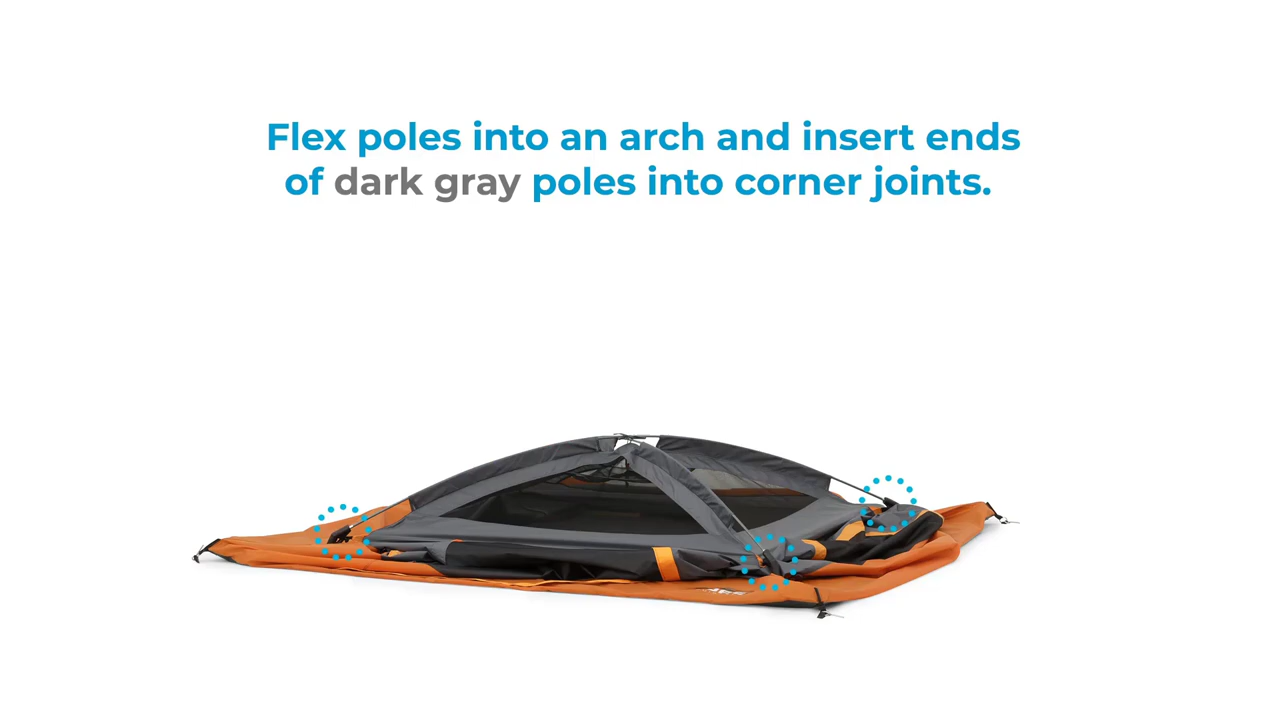 Flex poles into an arch and insert ends
of dark gray poles into corner joints.